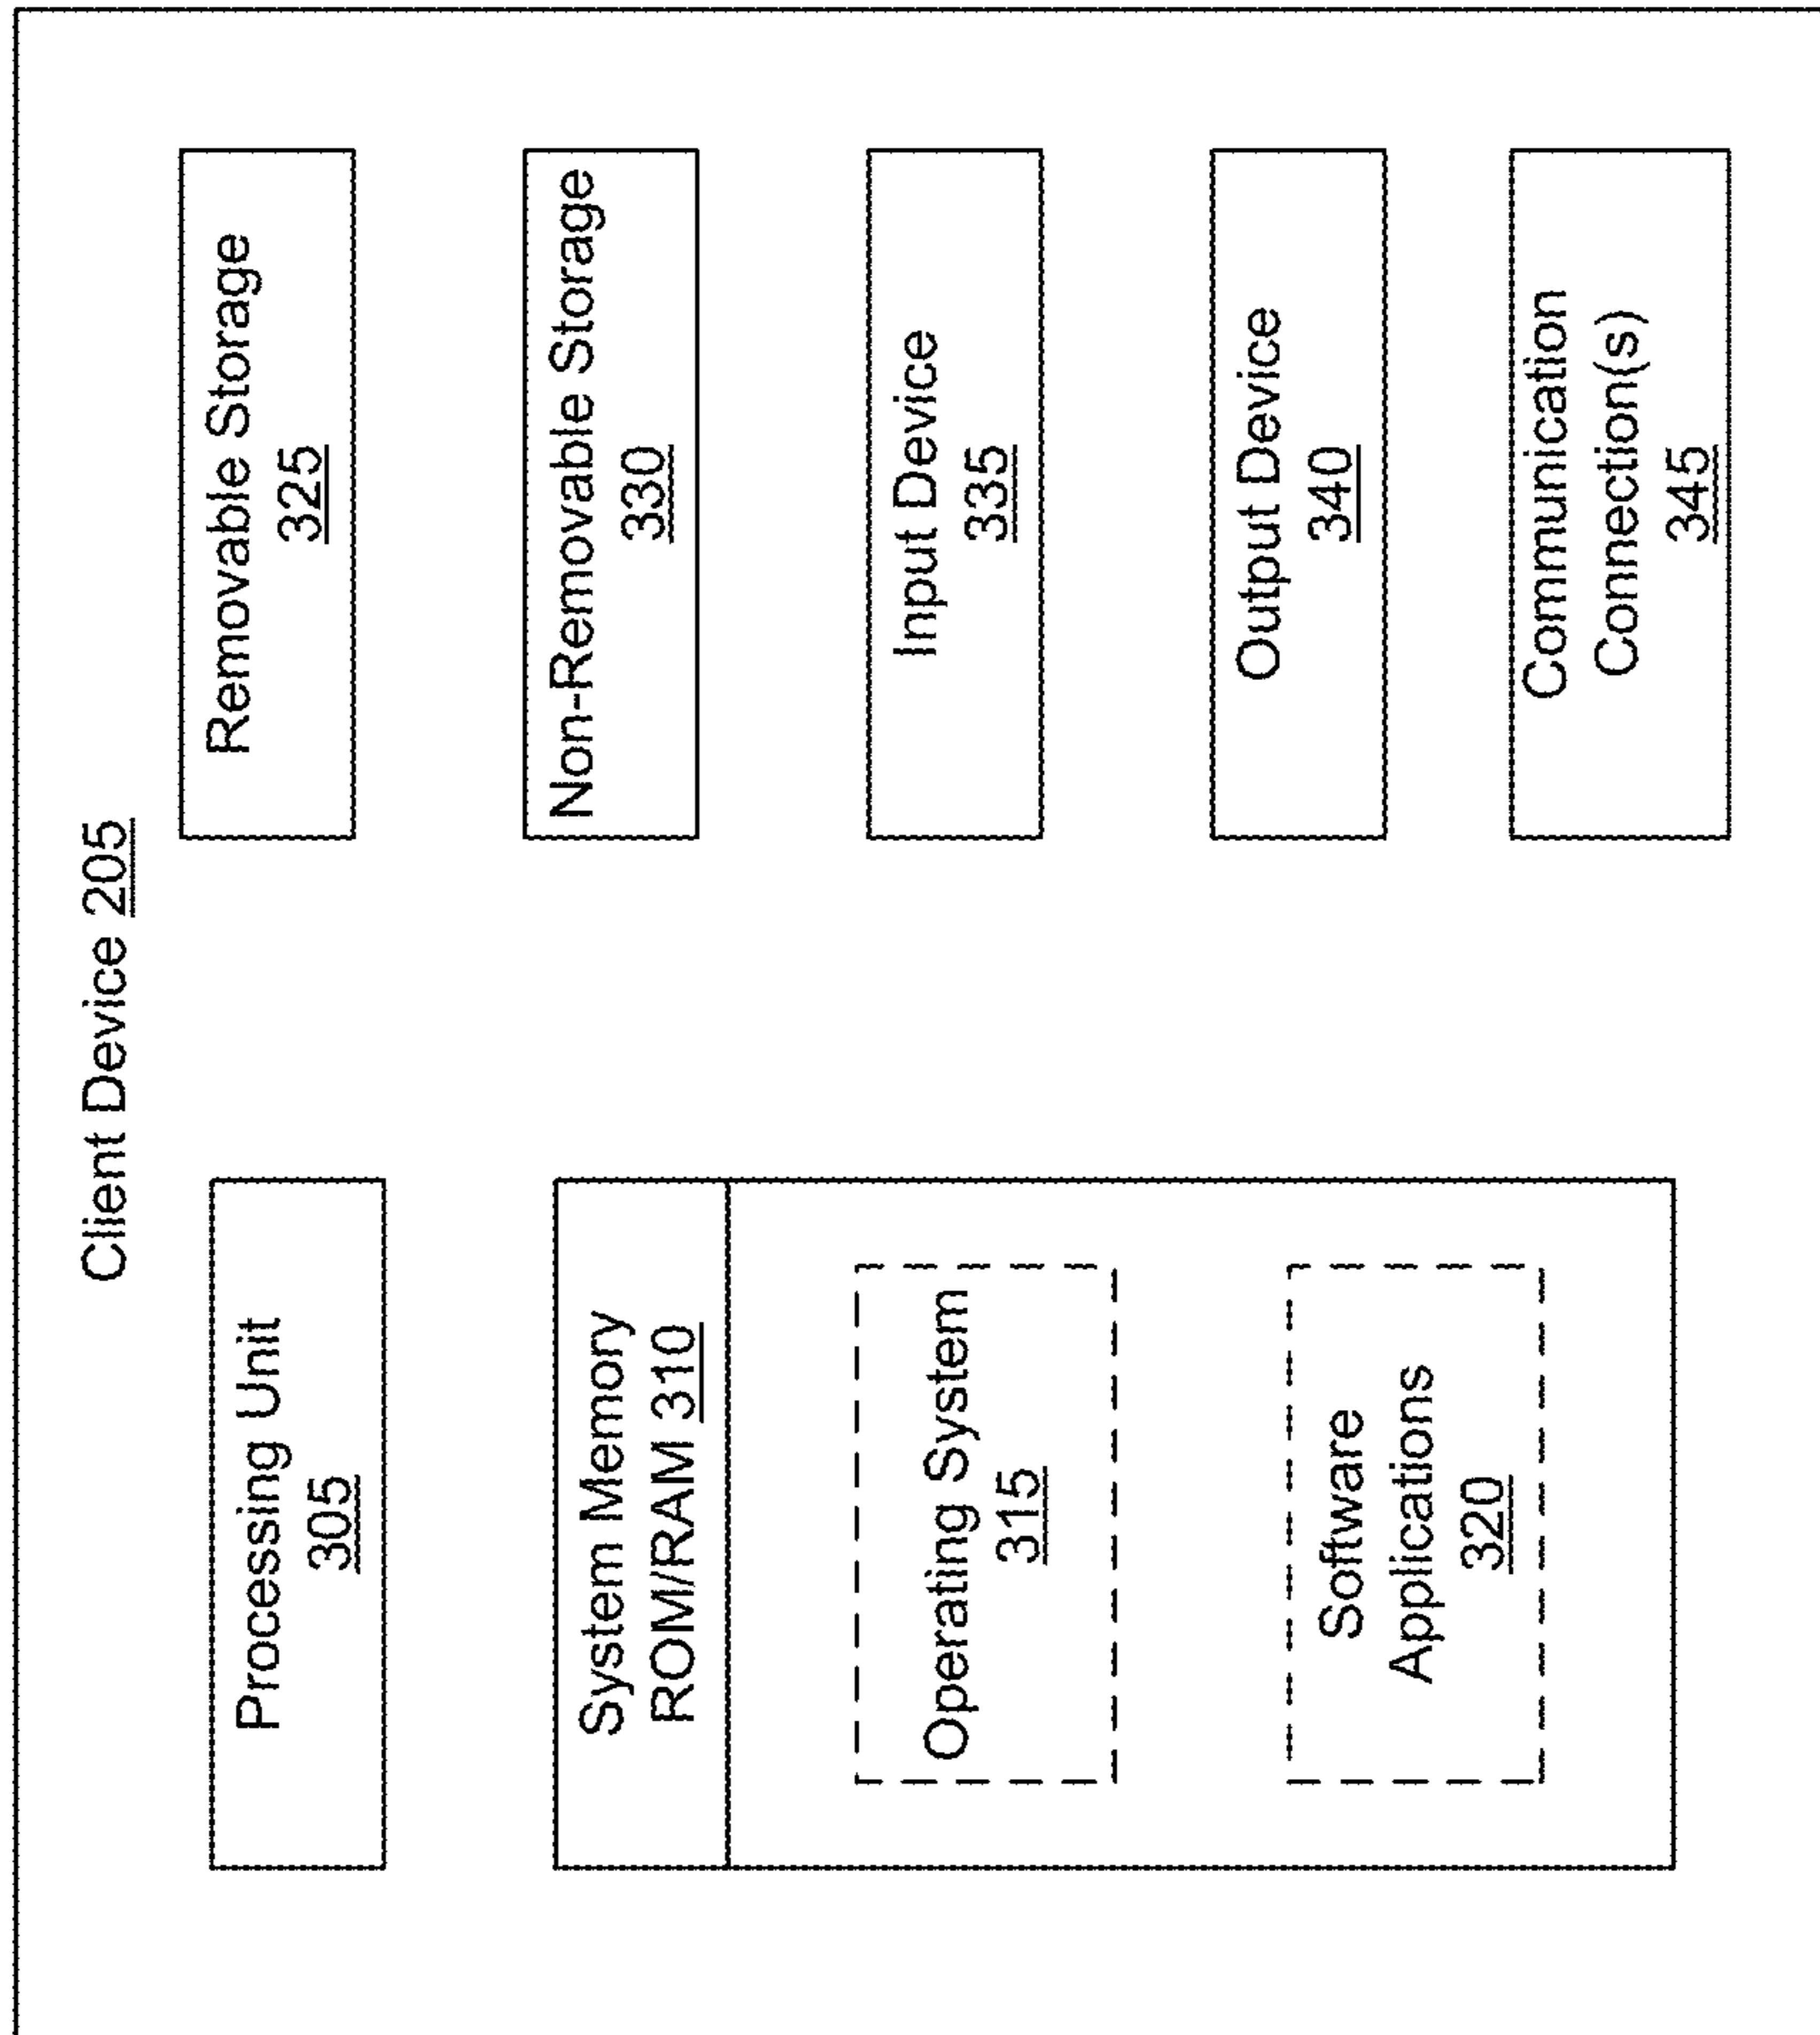 Client Device 205
Processing Unit
305
System Memory
ROM/RAM 310
Operating System
315
Software
Applications
320
Removable Storage
325
Non-Removable Storage
330
Input Device
335
Output Device
340
Communication
Connection(s)
345